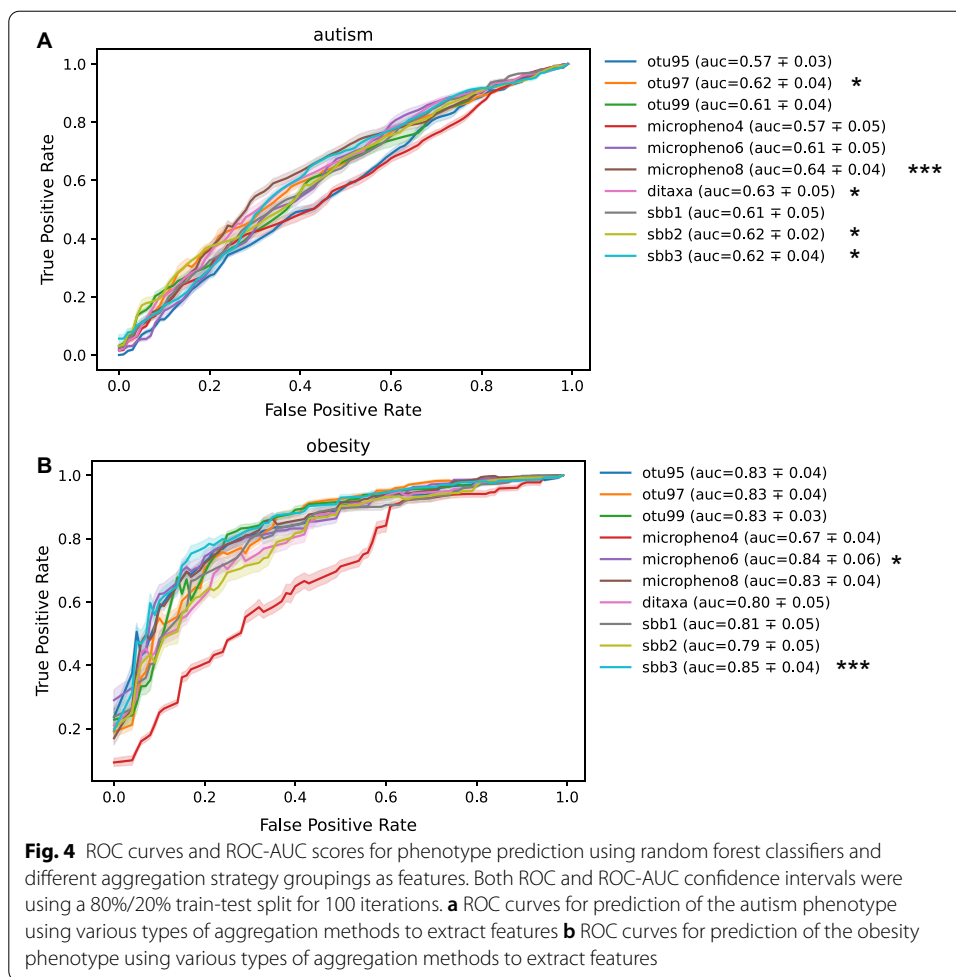 A
autism
True Positive Rate
1.0
0.8
0.6
0.4
0.2
0.0
0.0 0.2 0.4 0.6 0.8 1.0
False Positive Rate
otu95 (auc=0.57 ∓ 0.03)
otu97 (auc=0.62 ∓ 0.04) *
otu99 (auc=0.61 ∓ 0.04)
micropheno4 (auc=0.57 ∓ 0.05)
micropheno6 (auc=0.61 ∓ 0.05)
micropheno8 (auc=0.64 ∓ 0.04) ***
ditaxa (auc=0.63 ∓ 0.05) *
sbb1 (auc=0.61 ∓ 0.05)
sbb2 (auc=0.62 ∓ 0.02) *
sbb3 (auc=0.62 ∓ 0.04) *
B
obesity
True Positive Rate
1.0
0.8
0.6
0.4
0.2
0.0 0.2 0.4 0.6 0.8 1.0
False Positive Rate
otu95 (auc=0.83 ∓ 0.04)
otu97 (auc=0.83 ∓ 0.04)
otu99 (auc=0.83 ∓ 0.03)
micropheno4 (auc=0.67 ∓ 0.04)
micropheno6 (auc=0.84 ∓ 0.06) *
micropheno8 (auc=0.83 ∓ 0.04)
ditaxa (auc=0.80 ∓ 0.05)
sbb1 (auc=0.81 ∓ 0.05)
sbb2 (auc=0.79 ∓ 0.05)
sbb3 (auc=0.85 ∓ 0.04) ***
Fig. 4 ROC curves and ROC-AUC scores for phenotype prediction using random forest classifiers and
different aggregation strategy groupings as features. Both ROC and ROC-AUC confidence intervals were
using a 80%/20% train-test split for 100 iterations. a ROC curves for prediction of the autism phenotype
using various types of aggregation methods to extract features b ROC curves for prediction of the obesity
phenotype using various types of aggregation methods to extract features